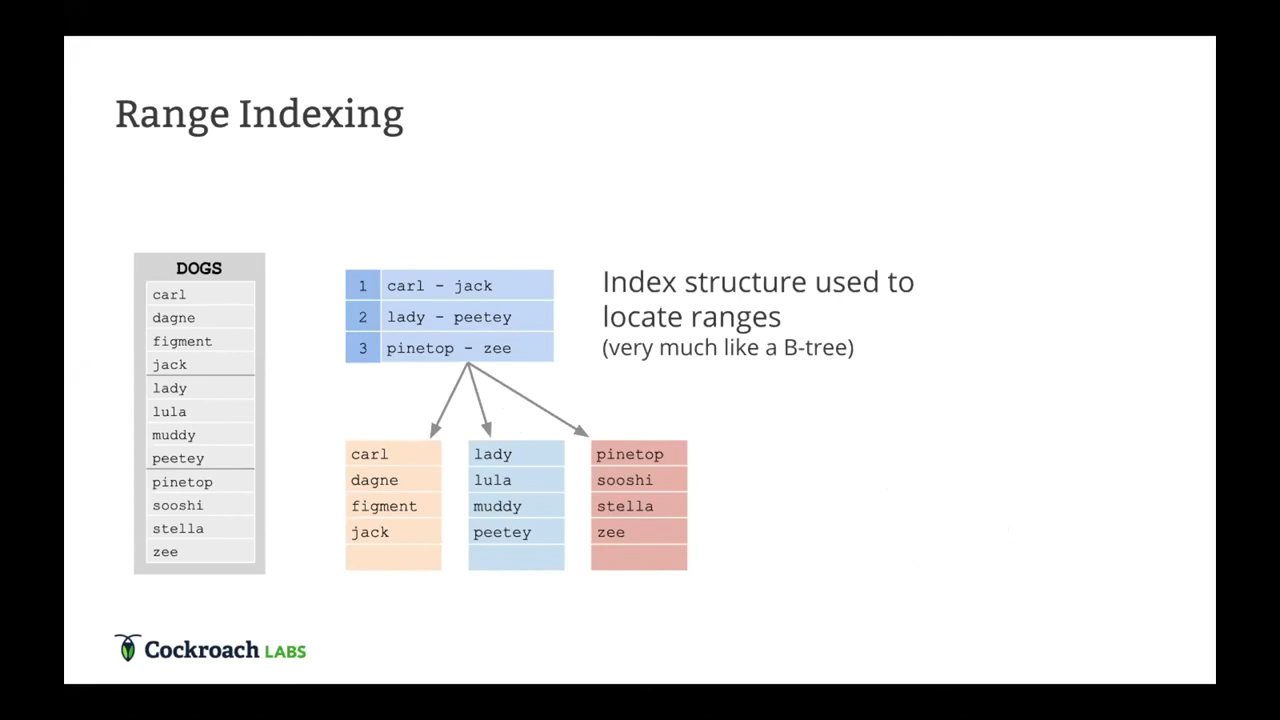 Range Indexing
DOGS
carl
dagne
figment
jack
lady
lula
muddy
peetey
pinetop
sooshi
stella
zee
1 carl - jack
2 lady - peetey
3 pinetop - zee
Index structure used to
locate ranges
(very much like a B-tree)
carl
dagne
figment
jack
lady
lula
muddy
peetey
pinetop
sooshi
stella
zee
Cockroach LABS